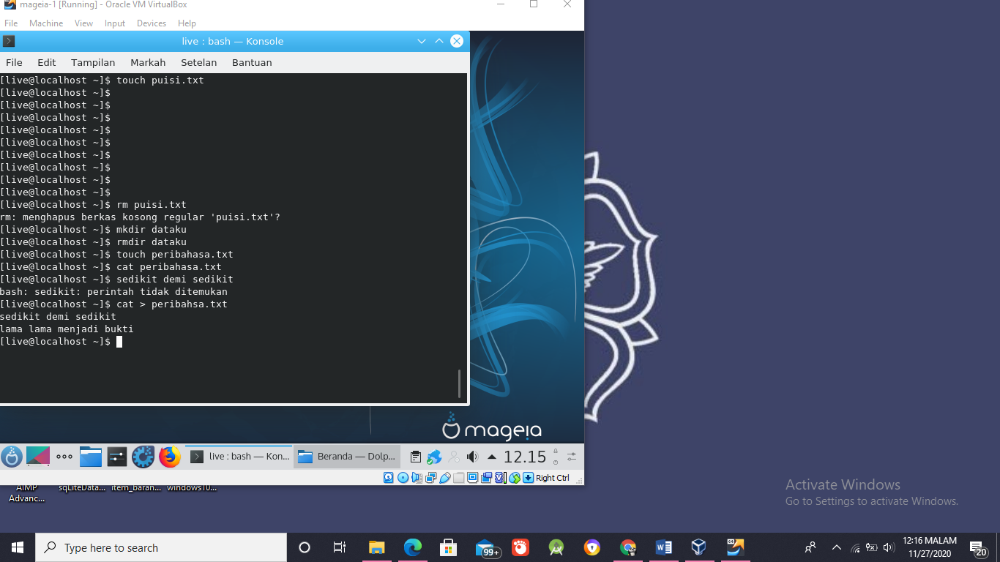 mageia-1 [Running] - Oracle VM VirtualBox
File Machine View Input Devices Help
live : bash — Konsole
File Edit Tampilan Markah Setelan Bantuan
[live@localhost ~]$ touch puisi.txt
[live@localhost ~]$
[live@localhost ~]$
[live@localhost ~]$
[live@localhost ~]$
[live@localhost ~]$
[live@localhost ~]$
[live@localhost ~]$
[live@localhost ~]$
[live@localhost ~]$
[live@localhost ~]$ rm puisi.txt
rm: menghapus berkas kosong regular 'puisi.txt'?
[live@localhost ~]$ mkdir dataku
[live@localhost ~]$ rmdir dataku
[live@localhost ~]$ touch peribahasa.txt
[live@localhost ~]$ cat peribahasa.txt
[live@localhost ~]$ sedikit demi sedikit
bash: sedikit: perintah tidak ditemukan
[live@localhost ~]$ cat > peribahsa.txt
sedikit demi sedikit
lama lama menjadi bukti
[live@localhost ~]$
mageia
live : bash — Kon...
Beranda — Dolp...
12.15
Right Ctrl
AIMP
Advanc...
sqLiteData...
item_baran...
windows10...
Activate Windows
Go to Settings to activate Windows.
Type here to search
99+
64
12:16 MALAM
11/27/2020
20